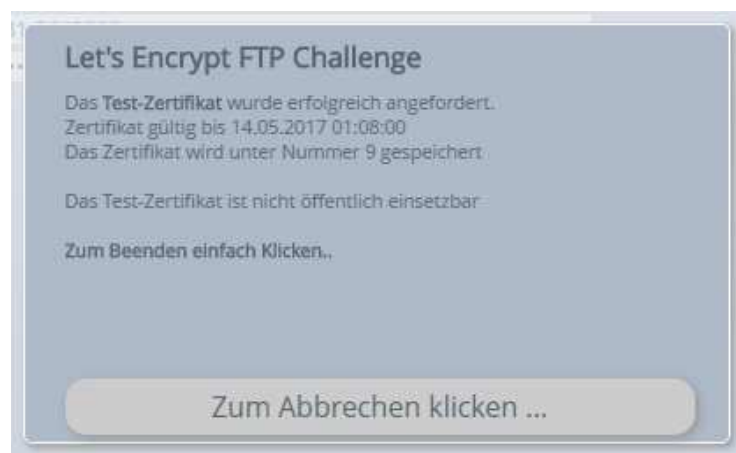 Let's Encrypt FTP Challenge
Das Test-Zertifikat wurde erfolgreich angefordert.
Zertifikat gültig bis 14.05.2017 01:08:00
Das Zertifikat wird unter Nummer 9 gespeichert
Das Test-Zertifikat ist nicht öffentlich einsetzbar
Zum Beenden einfach Klicken..
Zum Abbrechen klicken ...